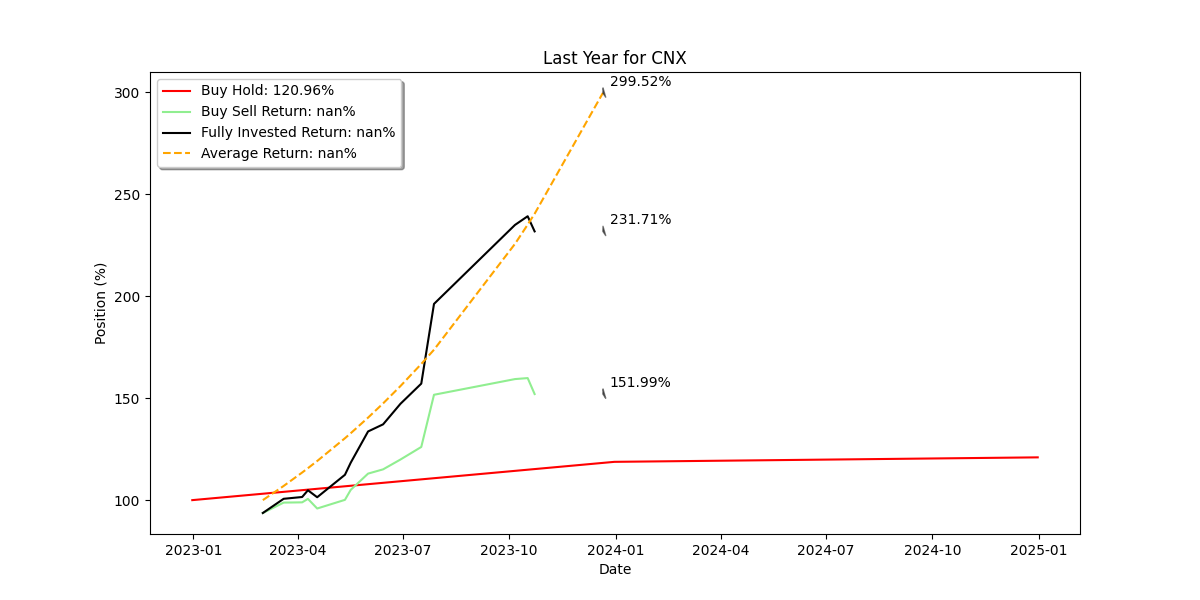 Last Year for CNX
Buy Hold: 120.96%
Buy Sell Return: nan%
Fully Invested Return: nan%
Average Return: nan%
299.52%
231.71%
151.99%
Position (%)
300
250
200
150
100
2023-01
2023-04
2023-07
2023-10
2024-01
2024-04
2024-07
2024-10
2025-01
Date